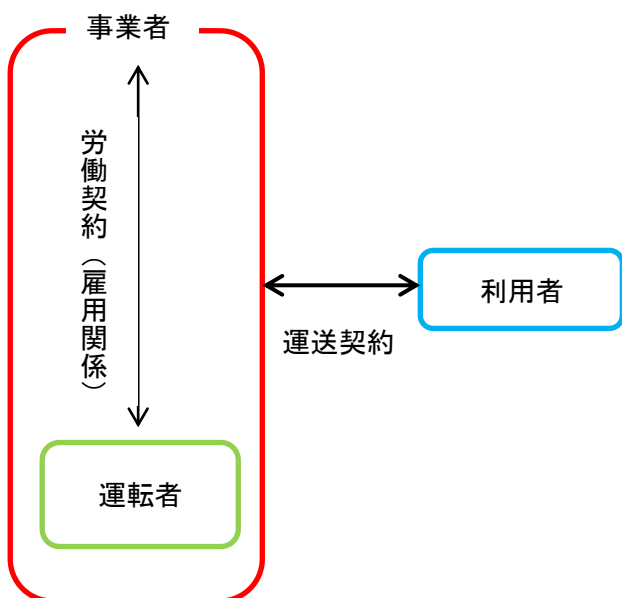 事業者
労働契約（雇用関係）
利用者
運送契約
運転者